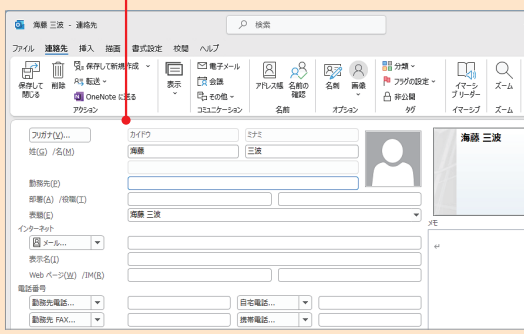 海藤 三波 - 連絡先
検索
ファイル 連絡先 挿入 描画 書式設定 校閲 ヘルプ
保存して閉じる
削除
保存して新規作成
転送
OneNote に送る
アクション
表示
電子メール
会議
その他
コミュニケーション
アドレス帳
名前の確認
名前
名刺
画像
オプション
分類
フラグの設定
非公開
タグ
イマーシブ リーダー
イマーシブ
ズーム
ズーム
フリガナ(V)... カイドウ ミナミ
姓(G) /名(M) 海藤 三波
勤務先(P)
部署(A) /役職(T)
表題(E) 海藤 三波
インターネット
メール...
表示名(I)
Web ページ(W) /IM(R)
電話番号
勤務先電話... 自宅電話...
勤務先 FAX... 携帯電話...
海藤 三波
メモ